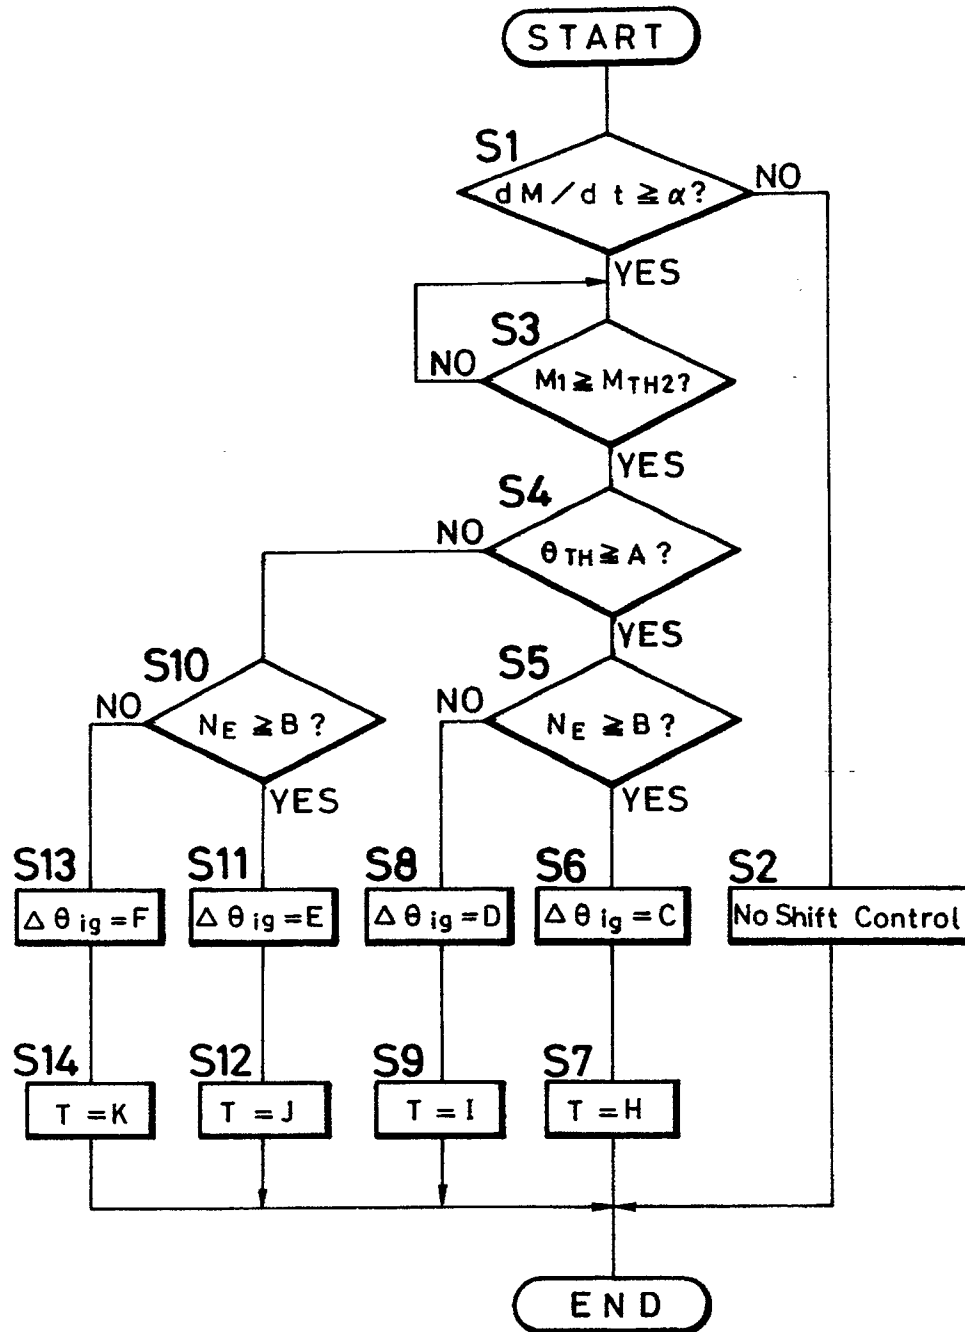 START
S1
dM/dt≧α?
NO
YES
S3
NO
M1≧MTH2?
YES
S4
NO
θTH≧A?
YES
S10
S5
NO
NE≧B?
NO
NE≧B?
YES
YES
S13
S11
S8
S6
S2
Δθig=F
Δθig=E
Δθig=D
Δθig=C
No Shift Control
S14
S12
S9
S7
T=K
T=J
T=I
T=H
END